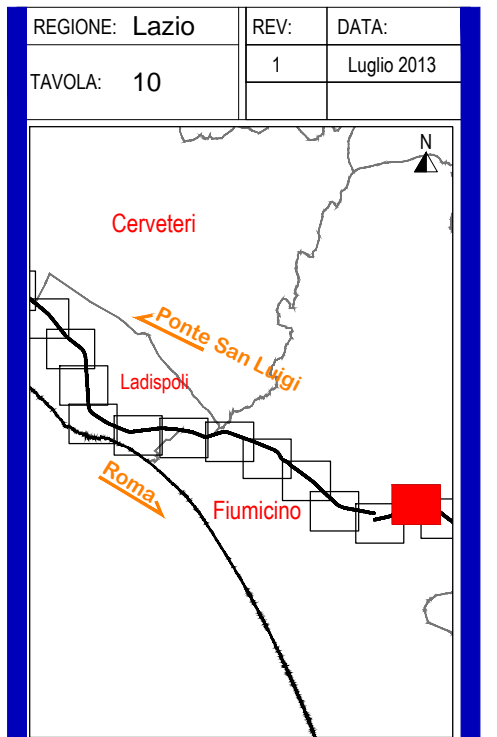 REGIONE: Lazio
REV:
DATA:
TAVOLA: 10
1
Luglio 2013
N
Cerveteri
Ponte San Luigi
Ladispoli
Roma
Fiumicino